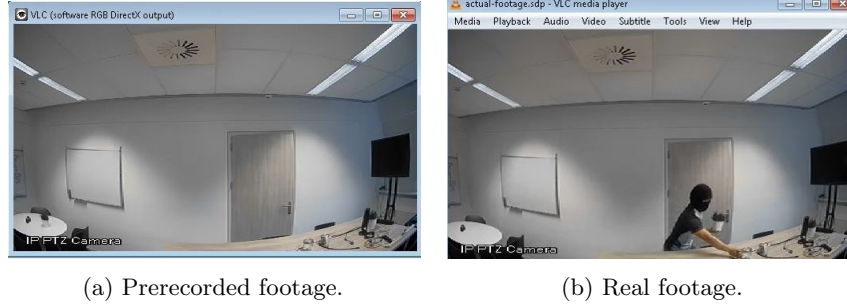 VLC (software RGB DirectX output)
IP PTZ Camera
(a) Prerecorded footage.
actual-footage.sdp - VLC media player
Media Playback Audio Video Subtitle Tools View Help
IP PTZ Camera
(b) Real footage.